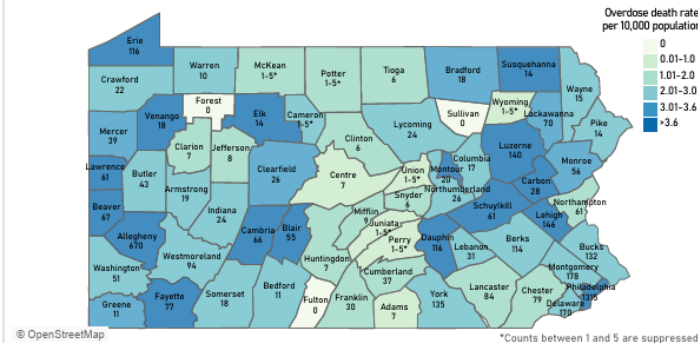 Overdose death rate
per 10,000 population
0
0.01–1.0
1.01–2.0
2.01–3.0
3.01–3.6
>3.6
Erie
116
Crawford
22
Warren
10
McKean
1-5*
Potter
1-5*
Tioga
6
Bradford
18
Susquehanna
14
Wayne
15
Forest
0
Venango
18
Elk
14
Cameron
1-5*
Sullivan
0
Wyoming
1-5*
Lackawanna
70
Pike
14
Mercer
39
Clarion
7
Jefferson
8
Clinton
6
Lycoming
24
Luzerne
140
Monroe
56
Lawrence
61
Butler
43
Clearfield
26
Centre
7
Union
1-5*
Montour
20
Columbia
17
Carbon
28
Armstrong
19
Snyder
6
Northumberland
26
Northampton
61
Beaver
67
Indiana
24
Mifflin
9
Juniata
1-5*
Schuylkill
61
Lehigh
146
Allegheny
670
Cambria
66
Blair
55
Perry
1-5*
Dauphin
116
Lebanon
31
Berks
114
Bucks
132
Washington
51
Westmoreland
94
Huntingdon
7
Cumberland
37
Montgomery
178
Philadelphia
1315
Greene
11
Fayette
77
Somerset
18
Bedford
11
Fulton
0
Franklin
30
Adams
7
York
135
Lancaster
84
Chester
79
Delaware
170
© OpenStreetMap
*Counts between 1 and 5 are suppressed